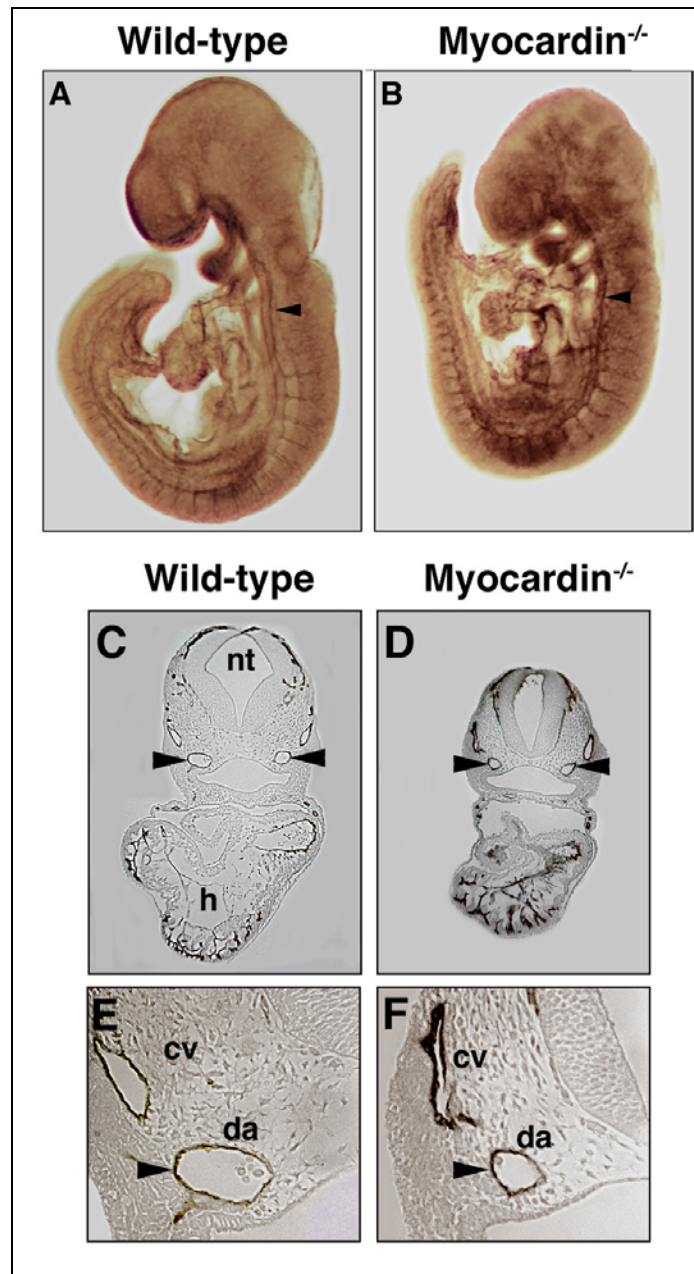 Wild-type Myocardin-/-
A B
Wild-type Myocardin-/-
C nt D
h
E cv F cv
da da